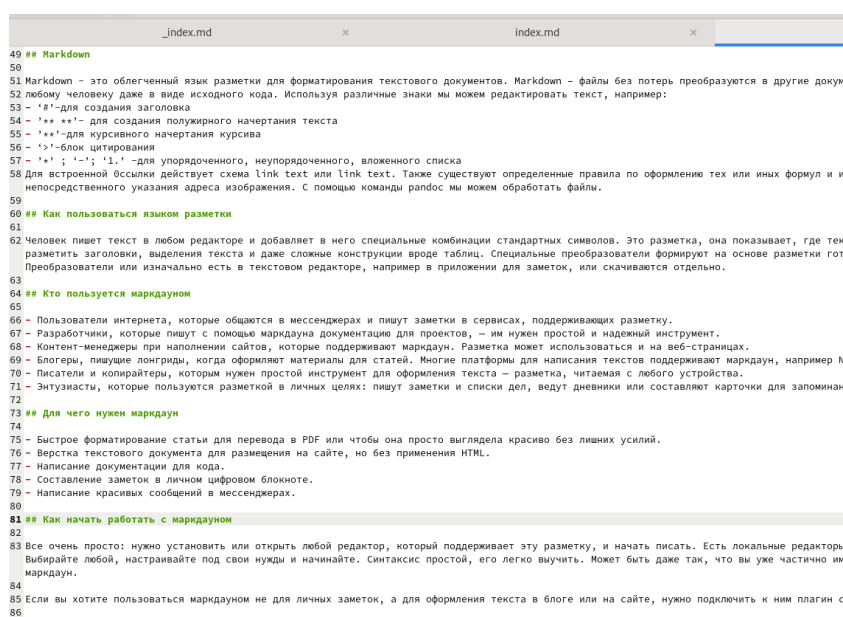 _index.md × index.md ×
49 ## Markdown
50
51 Markdown - это облегченный язык разметки для форматирования текстового документов. Markdown – файлы без потерь преобразуются в другие
52 любому человеку даже в виде исходного кода. Используя различные знаки мы можем редактировать текст, например:
53 - ‘#’-для создания заголовка
54 - ’** **’- для создания полужирного начертания текста
55 - ’**’-для курсивного начертания курсива
56 - ‘>’-блок цитирования
57 - ’*’ ; ‘-’; ‘1.’ -для упорядоченного, неупорядоченного, вложенного списка
58 Для встроенной 0ссылки действует схема link text или link text. Также существуют определенные правила по оформлению тех или иных формул и
непосредственного указания адреса изображения. С помощью команды pandoc мы можем обработать файлы.
59
60 ## Как пользоваться языком разметки
61
62 Человек пишет текст в любом редакторе и добавляет в него специальные комбинации стандартных символов. Это разметка, она показывает, где
разметить заголовки, выделения текста и даже сложные конструкции вроде таблиц. Специальные преобразователи формируют на основе разметки
Преобразователи или изначально есть в текстовом редакторе, например в приложении для заметок, или скачиваются отдельно.
63
64 ## Кто пользуется маркдауном
65
66 - Пользователи интернета, которые общаются в мессенджерах и пишут заметки в сервисах, поддерживающих разметку.
67 - Разработчики, которые пишут с помощью маркдауна документацию для проектов, — им нужен простой и надежный инструмент.
68 - Контент-менеджеры при наполнении сайтов, которые поддерживают маркдаун. Разметка может использоваться и на веб-страницах.
69 - Блогеры, пишущие лонгриды, когда оформляют материалы для статей. Многие платформы для написания текстов поддерживают маркдаун, например
70 - Писатели и копирайтеры, которым нужен простой инструмент для оформления текста — разметка, читаемая с любого устройства.
71 - Энтузиасты, которые пользуются разметкой в личных целях: пишут заметки и списки дел, ведут дневники или составляют карточки для
72
73 ## Для чего нужен маркдаун
74
75 - Быстрое форматирование статьи для перевода в PDF или чтобы она просто выглядела красиво без лишних усилий.
76 - Верстка текстового документа для размещения на сайте, но без применения HTML.
77 - Написание документации для кода.
78 - Составление заметок в личном цифровом блокноте.
79 - Написание красивых сообщений в мессенджерах.
80
81 ## Как начать работать с маркдауном
82
83 Все очень просто: нужно установить или открыть любой редактор, который поддерживает эту разметку, и начать писать. Есть локальные редакторы
Выбирайте любой, настраивайте под свои нужды и начинайте. Синтаксис простой, его легко выучить. Может быть даже так, что вы уже частично
маркдаун.
84
85 Если вы хотите пользоваться маркдауном не для личных заметок, а для оформления текста в блоге или на сайте, нужно подключить к ним плагин
86